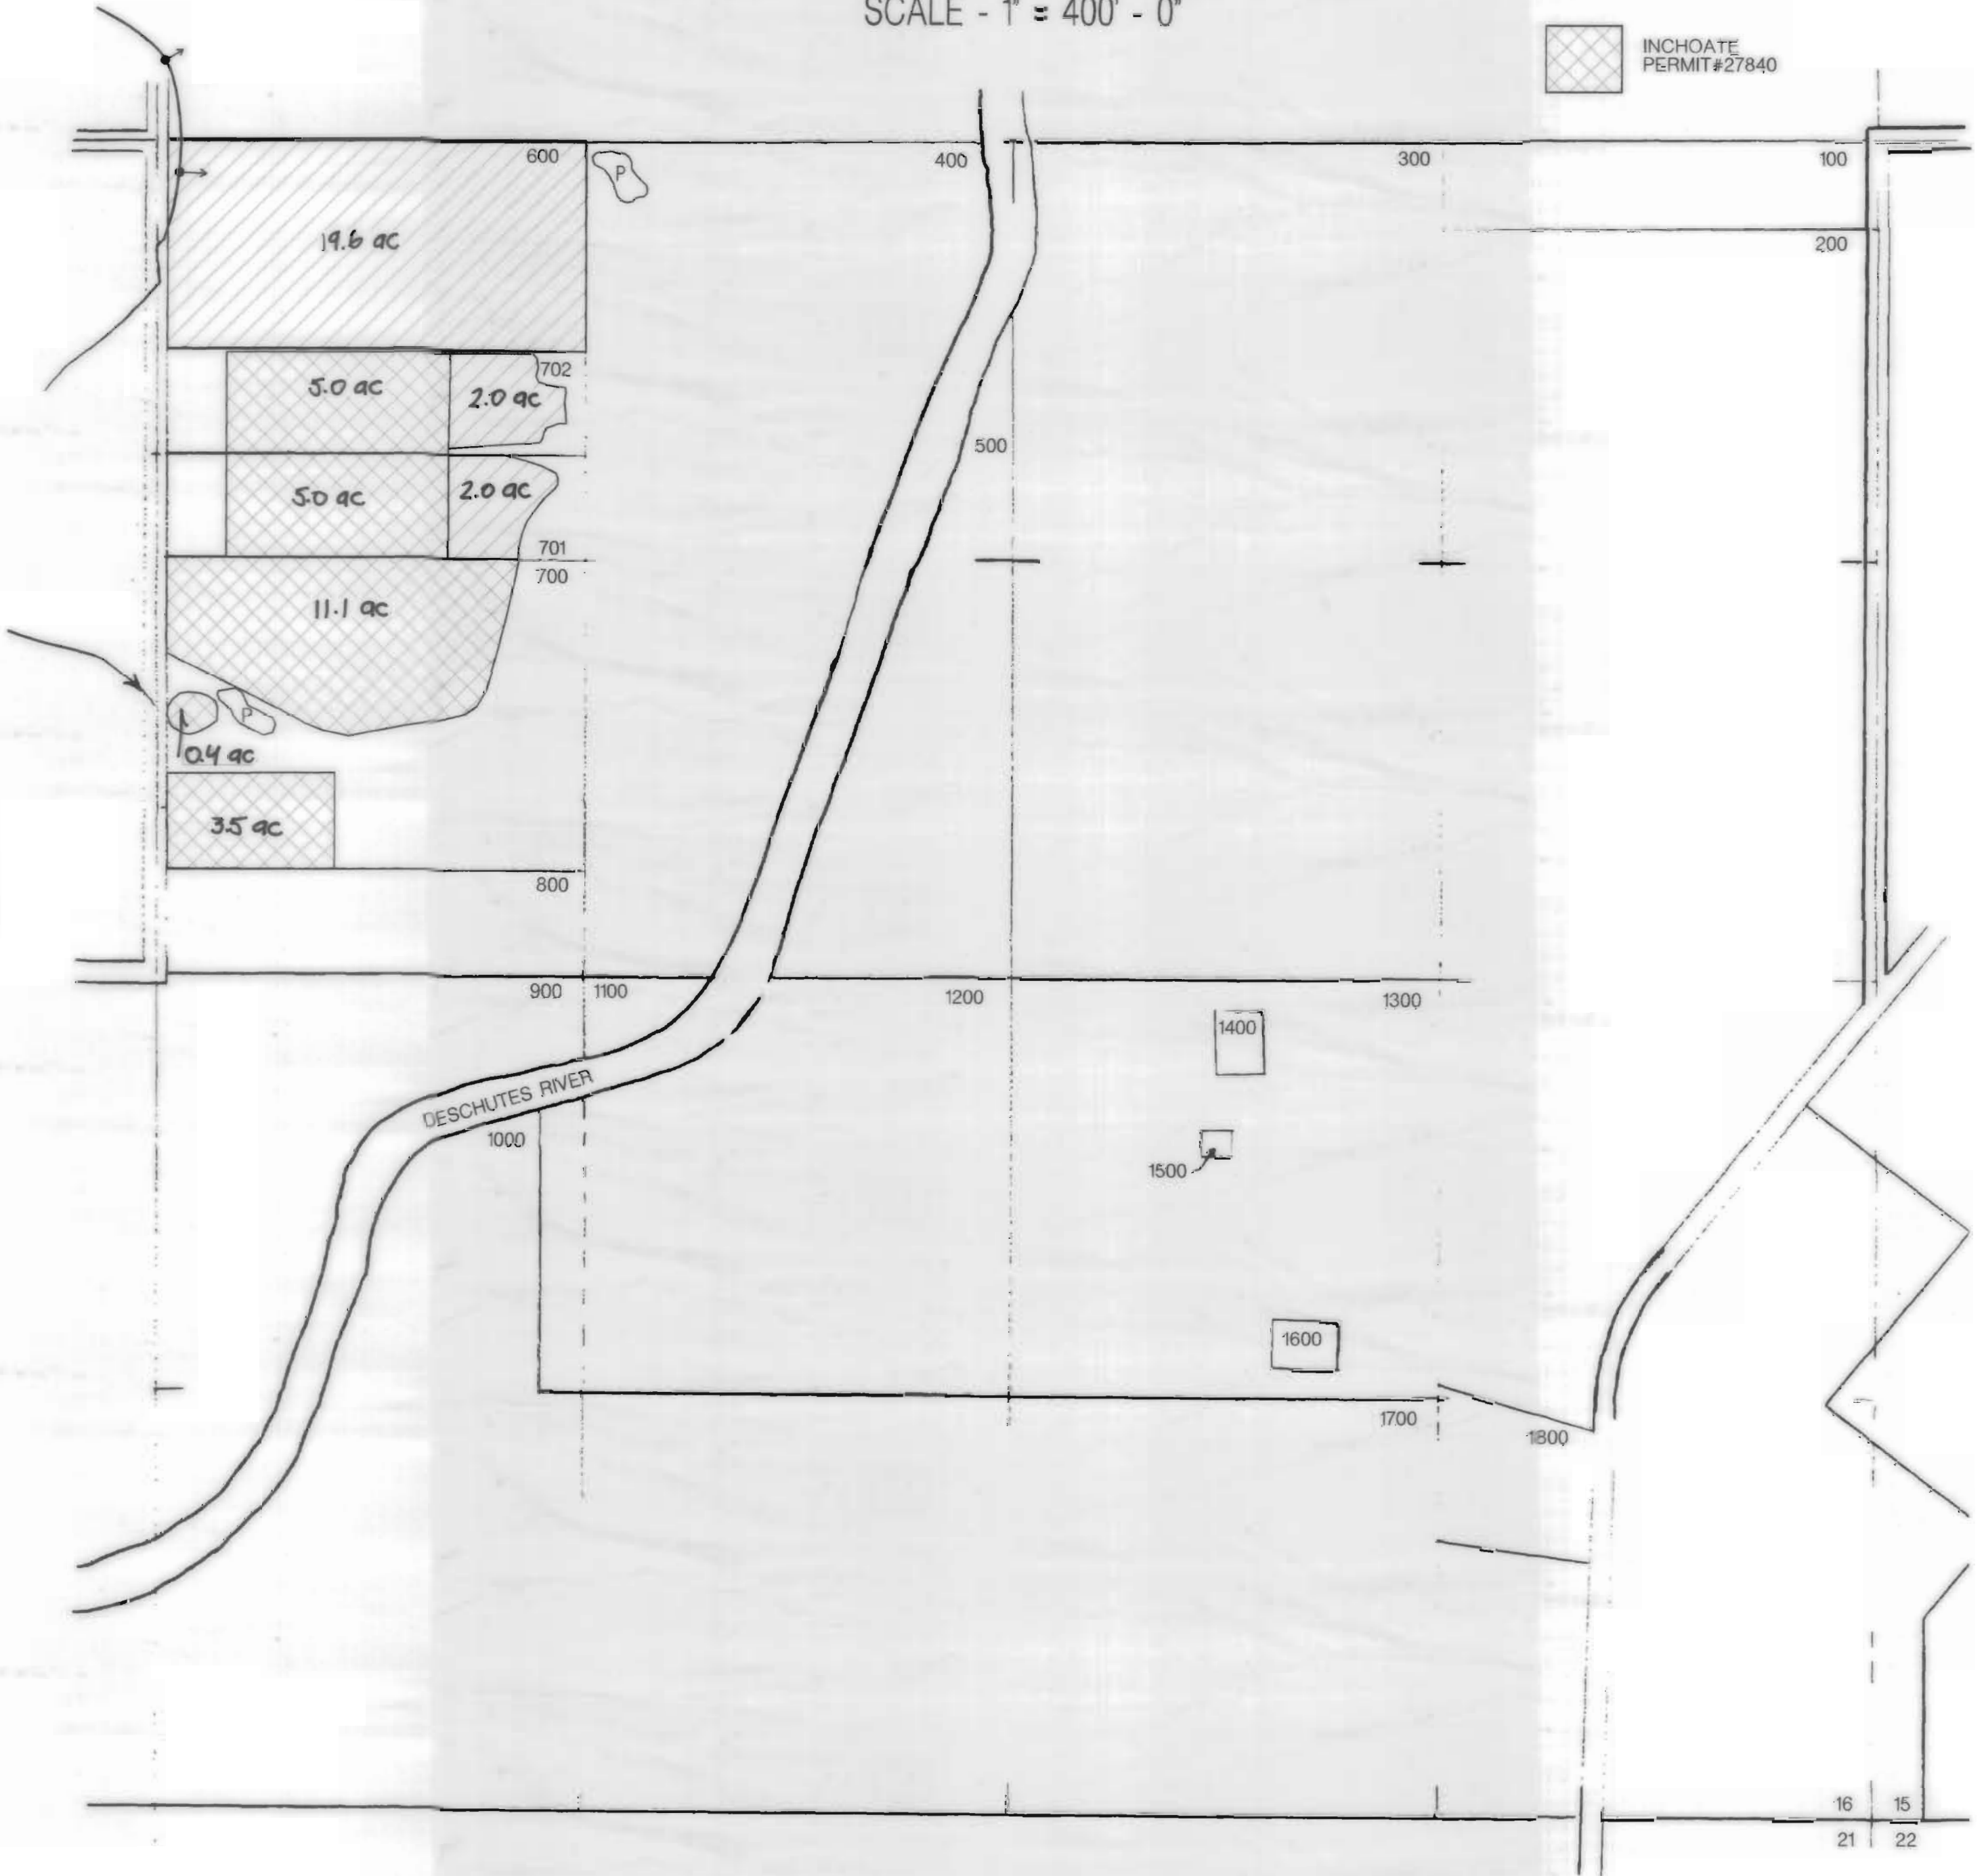 SCALE - 1" = 400' - 0"
INCHOATE
PERMIT #27840
600
P
400
300
100
19.6 ac
200
702
5.0 ac
2.0 ac
500
5.0 ac
2.0 ac
701
700
11.1 ac
P
0.4 ac
3.5 ac
800
900
1100
1200
1300
1400
DESCHUTES RIVER
1000
1500
1600
1700
1800
16 15
21 22